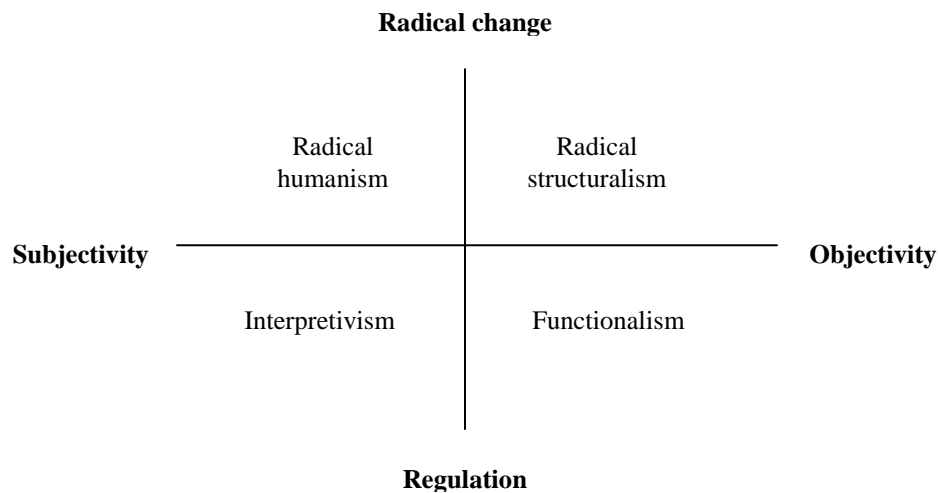 Radical change
Radical
humanism
Radical
structuralism
Subjectivity
Objectivity
Interpretivism
Functionalism
Regulation